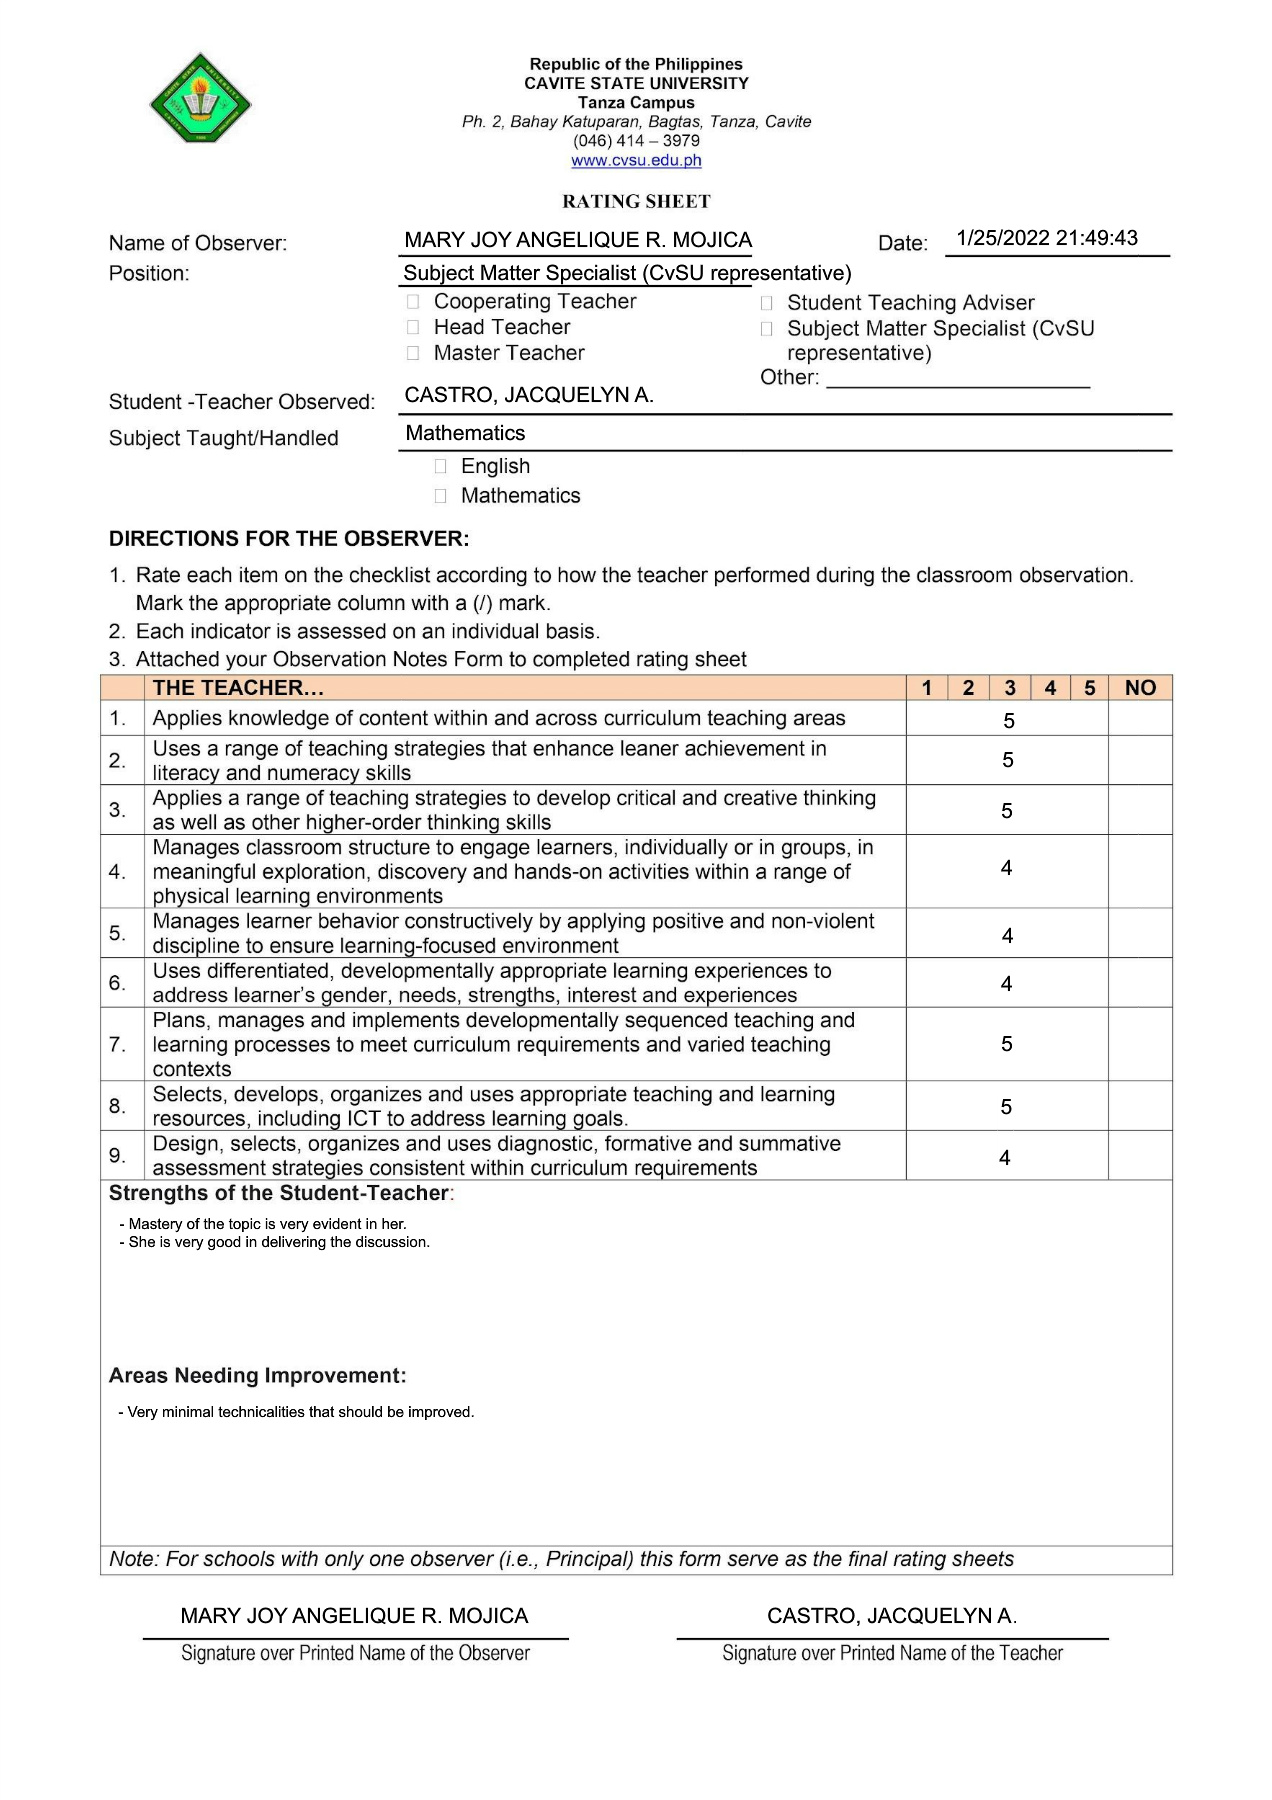 Republic of the Philippines
CAVITE STATE UNIVERSITY
Tanza Campus
Ph. 2, Bahay Katuparan, Bagtas, Tanza, Cavite
(046) 414 – 3979
www.cvsu.edu.ph
RATING SHEET
Name of Observer: MARY JOY ANGELIQUE R. MOJICA Date: 1/25/2022 21:49:43
Position: Subject Matter Specialist (CvSU representative)
Cooperating Teacher
Head Teacher
Master Teacher
Student Teaching Adviser
Subject Matter Specialist (CvSU
representative)
Other:
Student -Teacher Observed: CASTRO, JACQUELYN A.
Subject Taught/Handled Mathematics
English
Mathematics
DIRECTIONS FOR THE OBSERVER:
1. Rate each item on the checklist according to how the teacher performed during the classroom observation.
Mark the appropriate column with a (/) mark.
2. Each indicator is assessed on an individual basis.
3. Attached your Observation Notes Form to completed rating sheet
THE TEACHER… 1 2 3 4 5 NO
1. Applies knowledge of content within and across curriculum teaching areas 5
2. Uses a range of teaching strategies that enhance leaner achievement in
literacy and numeracy skills 5
3. Applies a range of teaching strategies to develop critical and creative thinking
as well as other higher-order thinking skills 5
4. Manages classroom structure to engage learners, individually or in groups, in
meaningful exploration, discovery and hands-on activities within a range of
physical learning environments 4
5. Manages learner behavior constructively by applying positive and non-violent
discipline to ensure learning-focused environment 4
6. Uses differentiated, developmentally appropriate learning experiences to
address learner’s gender, needs, strengths, interest and experiences 4
7. Plans, manages and implements developmentally sequenced teaching and
learning processes to meet curriculum requirements and varied teaching
contexts 5
8. Selects, develops, organizes and uses appropriate teaching and learning
resources, including ICT to address learning goals. 5
9. Design, selects, organizes and uses diagnostic, formative and summative
assessment strategies consistent within curriculum requirements 4
Strengths of the Student-Teacher:
- Mastery of the topic is very evident in her.
- She is very good in delivering the discussion.
Areas Needing Improvement:
- Very minimal technicalities that should be improved.
Note: For schools with only one observer (i.e., Principal) this form serve as the final rating sheets
MARY JOY ANGELIQUE R. MOJICA CASTRO, JACQUELYN A.
Signature over Printed Name of the Observer Signature over Printed Name of the Teacher